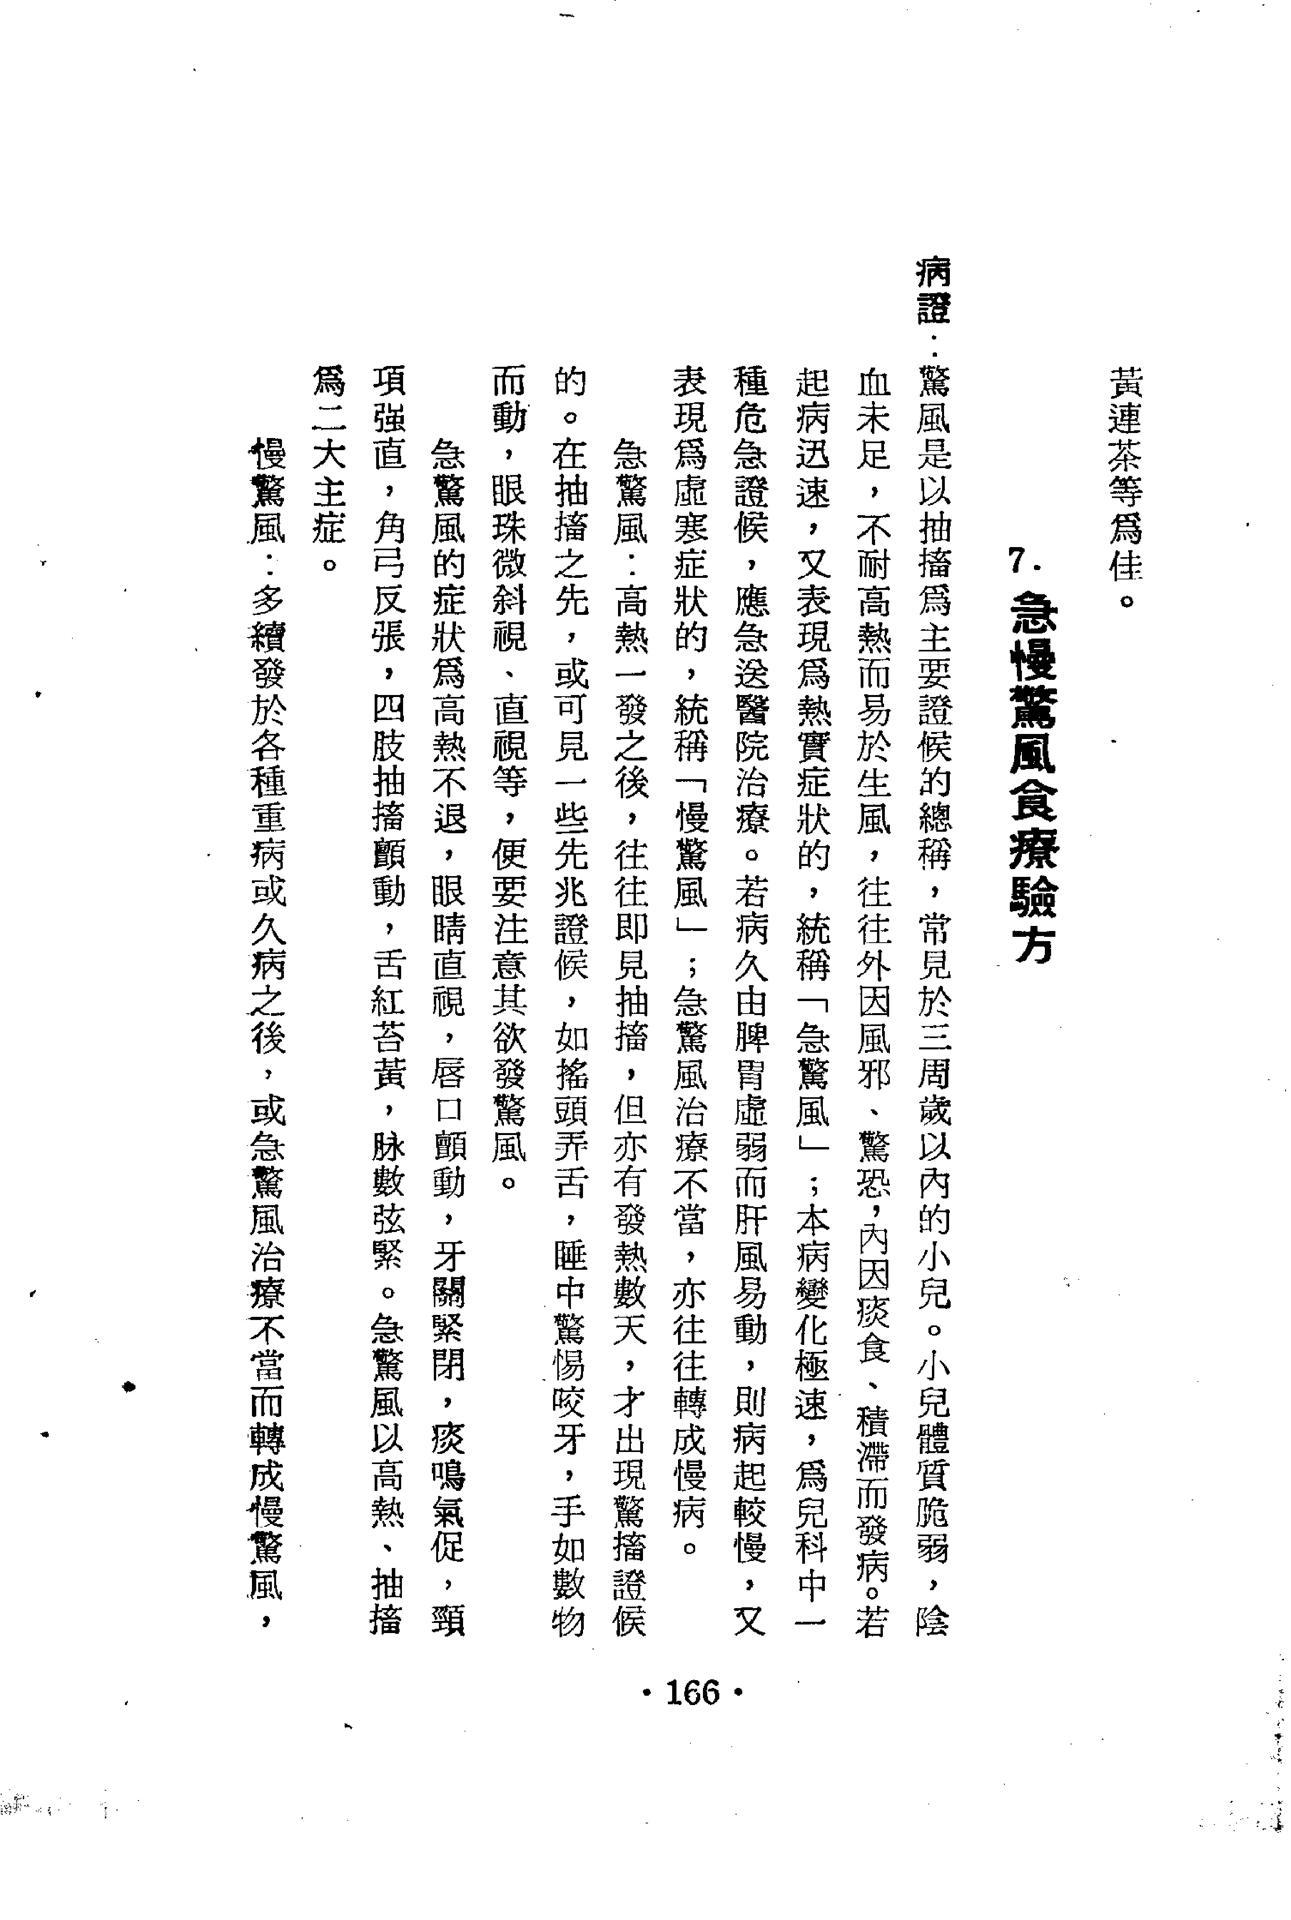 黃連茶等爲佳。
7. 急慢驚風食療驗方
病證：驚風是以抽搐爲主要證候的總稱，常見於三周歲以內的小兒。小兒體質脆弱，陰
血未足，不耐高熱而易於生風，往往外因風邪、驚恐，內因痰食、積滯而發病。若
起病迅速，又表現爲熱實症狀的，統稱「急驚風」；本病變化極速，爲兒科中一
種危急證候，應急送醫院治療。若病久由脾胃虛弱而肝風易動，則病起較慢，又
表現爲虛寒症狀的，統稱「慢驚風」；急驚風治療不當，亦往往轉成慢病。
急驚風：高熱一發之後，往往即見抽搐，但亦有發熱數天，才出現驚搐證候
的。在抽搐之先，或可見一些先兆證候，如搖頭弄舌，睡中驚惕咬牙，手如數物
而動，眼珠微斜視、直視等，便要注意其欲發驚風。
急驚風的症狀爲高熱不退，眼睛直視，唇口顫動，牙關緊閉，痰鳴氣促，頸
項强直，角弓反張，四肢抽搐顫動，舌紅苔黃，脉數弦緊。急驚風以高熱、抽搐
爲二大主症。
慢驚風：多續發於各種重病或久病之後，或急驚風治療不當而轉成慢驚風，
·166·